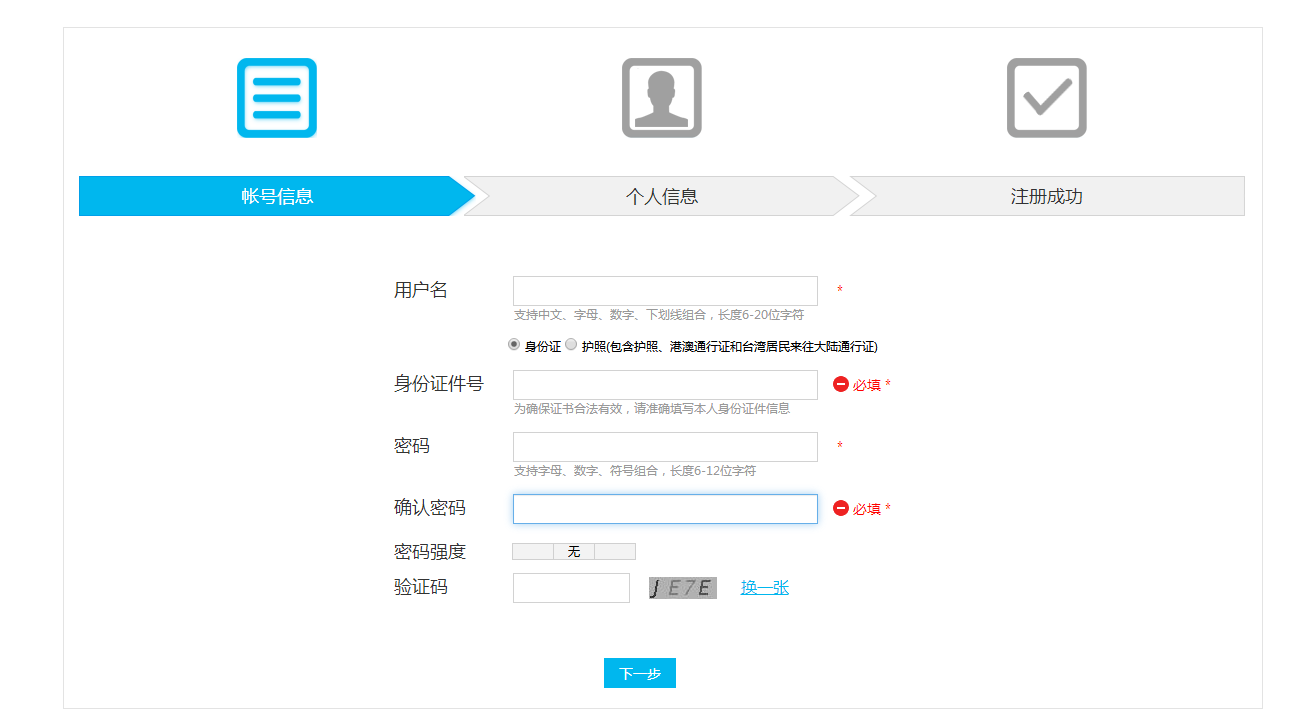 帐号信息 个人信息 注册成功
用户名 *
支持中文、字母、数字、下划线组合，长度6-20位字符
身份证 护照(包含护照、港澳通行证和台湾居民来往大陆通行证)
身份证件号 必填 *
为确保证书合法有效，请准确填写本人身份证件信息
密码 *
支持字母、数字、符号组合，长度6-12位字符
确认密码 必填 *
密码强度 无
验证码 JE7E 换一张
下一步